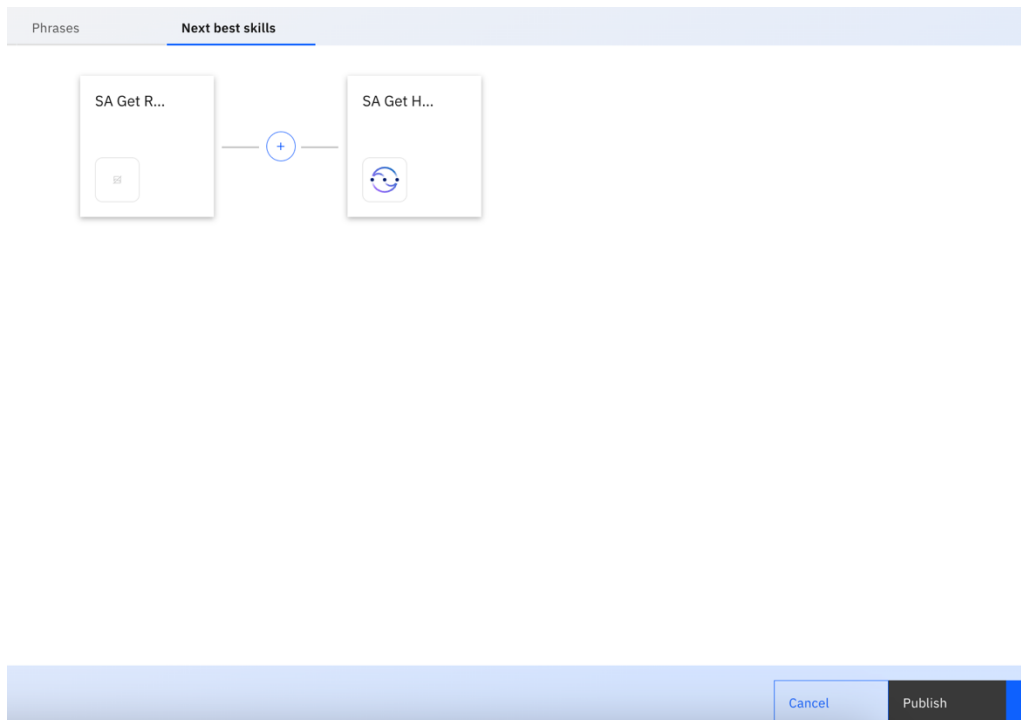 Phrases
Next best skills
SA Get R...
SA Get H...
+
Cancel
Publish